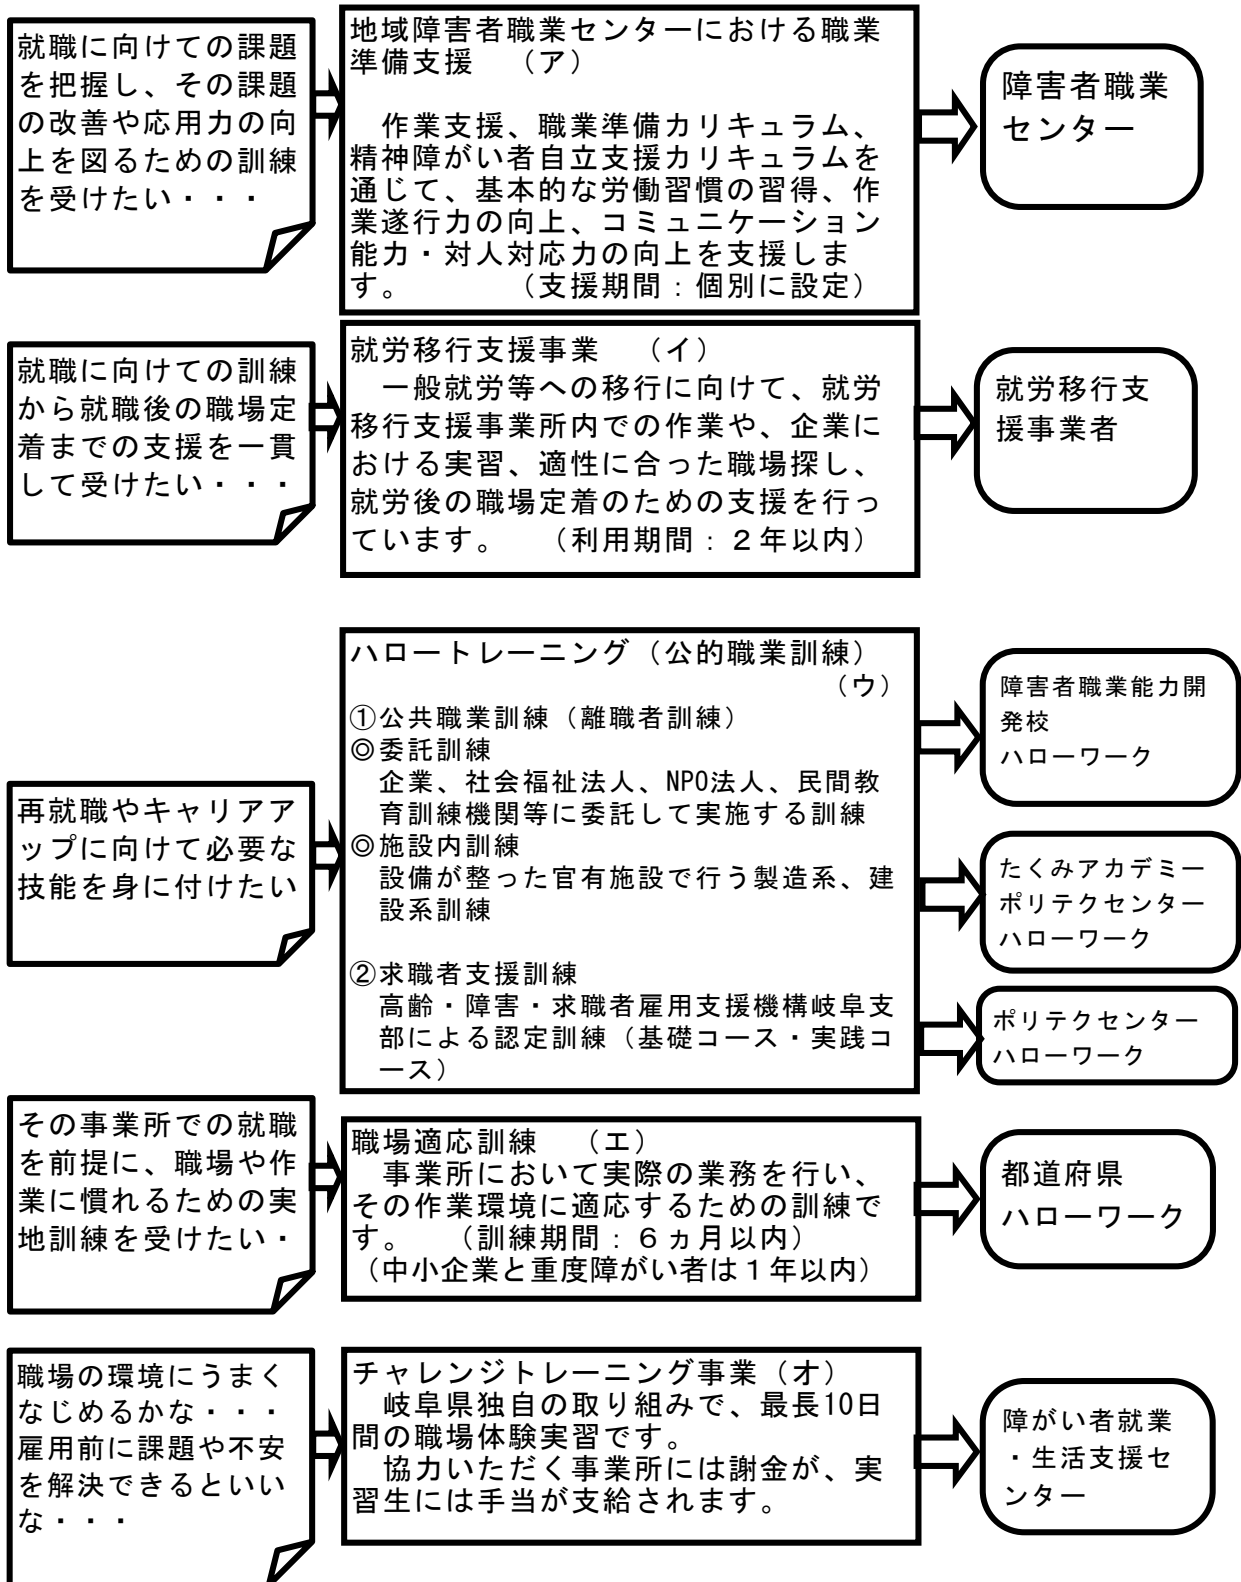 就職に向けての課題
を把握し、その課題
の改善や応用力の向
上を図るための訓練
を受けたい・・・
地域障害者職業センターにおける職業
準備支援　（ア）
作業支援、職業準備カリキュラム、
精神障がい者自立支援カリキュラムを
通じて、基本的な労働習慣の習得、作
業遂行力の向上、コミュニケーション
能力・対人対応力の向上を支援しま
す。　　　（支援期間：個別に設定）
障害者職業
センター
就職に向けての訓練
から就職後の職場定
着までの支援を一貫
して受けたい・・・
就労移行支援事業　（イ）
一般就労等への移行に向けて、就労
移行支援事業所内での作業や、企業に
おける実習、適性に合った職場探し、
就労後の職場定着のための支援を行っ
ています。　（利用期間：２年以内）
就労移行支
援事業者
再就職やキャリアア
ップに向けて必要な
技能を身に付けたい
ハロートレーニング（公的職業訓練）
（ウ）
①公共職業訓練（離職者訓練）
◎委託訓練
企業、社会福祉法人、NPO法人、民間教
育訓練機関等に委託して実施する訓練
◎施設内訓練
設備が整った官有施設で行う製造系、建
設系訓練
②求職者支援訓練
高齢・障害・求職者雇用支援機構岐阜支
部による認定訓練（基礎コース・実践コ
ース）
障害者職業能力開
発校
ハローワーク
たくみアカデミー
ポリテクセンター
ハローワーク
ポリテクセンター
ハローワーク
その事業所での就職
を前提に、職場や作
業に慣れるための実
地訓練を受けたい・
職場適応訓練　（エ）
事業所において実際の業務を行い、
その作業環境に適応するための訓練で
す。　（訓練期間：６ヵ月以内）
（中小企業と重度障がい者は１年以内）
都道府県
ハローワーク
職場の環境にうまく
なじめるかな・・・
雇用前に課題や不安
を解決できるといい
な・・・
チャレンジトレーニング事業（オ）
岐阜県独自の取り組みで、最長10日
間の職場体験実習です。
協力いただく事業所には謝金が、実
習生には手当が支給されます。
障がい者就業
・生活支援セ
ンター